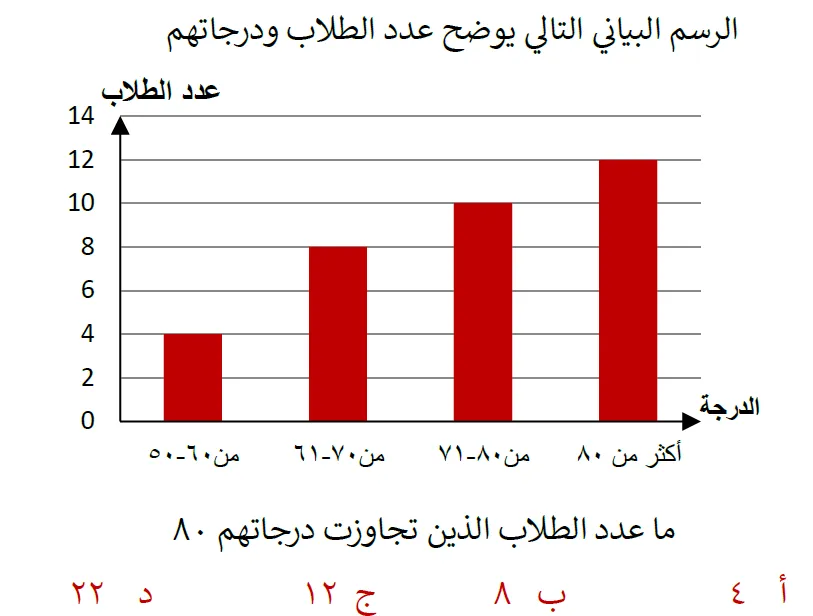 الرسم البياني التالي يوضح عدد الطلاب ودرجاتهم
عدد الطلاب
14
12
10
8
6
4
2
0
الدرجة
من٦٠-٥٠ من٧٠-٦١ من٨٠-٧١ أكثر من ٨٠
ما عدد الطلاب الذين تجاوزت درجاتهم ٨٠
أ ٤ ب ٨ ج ١٢ د ٢٢